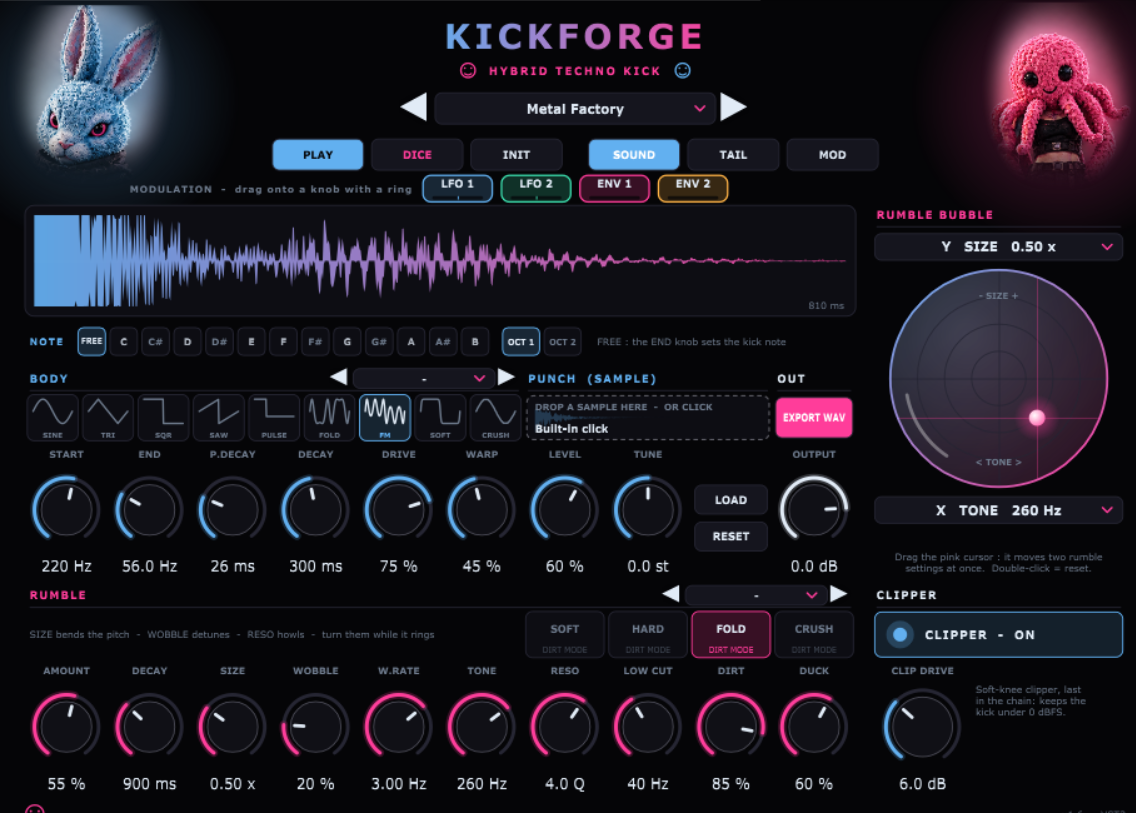 KICKFORGE
HYBRID TECHNO KICK
Metal Factory
PLAY DICE INIT SOUND TAIL MOD
MODULATION - drag onto a knob with a ring LFO 1 LFO 2 ENV 1 ENV 2
RUMBLE BUBBLE
Y SIZE 0.50 x
- SIZE +
810 ms
NOTE FREE C C# D D# E F F# G G# A A# B OCT 1 OCT 2 FREE : the END knob sets the kick note
BODY - PUNCH (SAMPLE) OUT
DROP A SAMPLE HERE - OR CLICK
Built-in click
EXPORT WAV
SINE TRI SQR SAW PULSE FOLD FM SOFT CRUSH
START END P.DECAY DECAY DRIVE WARP LEVEL TUNE OUTPUT
< TONE >
LOAD
RESET
X TONE 260 Hz
220 Hz 56.0 Hz 26 ms 300 ms 75 % 45 % 60 % 0.0 st 0.0 dB
Drag the pink cursor : it moves two rumble
settings at once. Double-click = reset.
RUMBLE - CLIPPER
SIZE bends the pitch - WOBBLE detunes - RESO howls - turn them while it rings
SOFT HARD FOLD CRUSH
DIRT MODE DIRT MODE DIRT MODE DIRT MODE
CLIPPER - ON
AMOUNT DECAY SIZE WOBBLE W.RATE TONE RESO LOW CUT DIRT DUCK CLIP DRIVE
Soft-knee clipper, last
in the chain: keeps the
kick under 0 dBFS.
55 % 900 ms 0.50 x 20 % 3.00 Hz 260 Hz 4.0 Q 40 Hz 85 % 60 % 6.0 dB